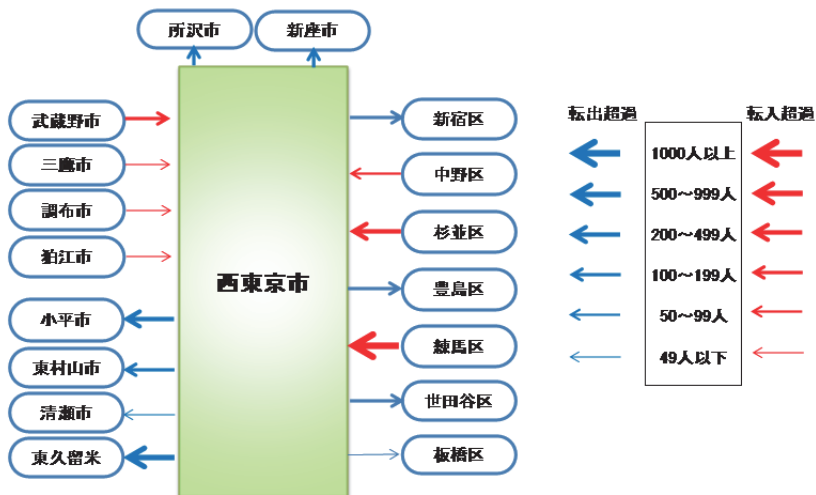 所沢市
新座市
武蔵野市
三鷹市
調布市
狛江市
小平市
東村山市
清瀬市
東久留米
西東京市
新宿区
中野区
杉並区
豊島区
練馬区
世田谷区
板橋区
転出超過
転入超過
1000人以上
500～999人
200～499人
100～199人
50～99人
49人以下